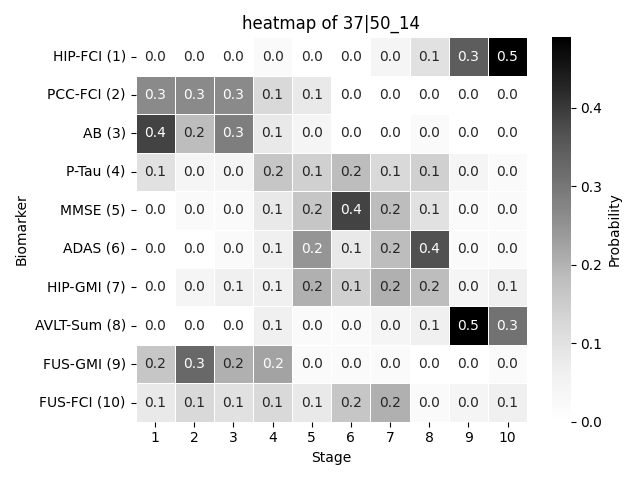 heatmap of 37|50_14
HIP-FCI (1) 0.0 0.0 0.0 0.0 0.0 0.0 0.0 0.1 0.3 0.5
PCC-FCI (2) 0.3 0.3 0.3 0.1 0.1 0.0 0.0 0.0 0.0 0.0
AB (3) 0.4 0.2 0.3 0.1 0.0 0.0 0.0 0.0 0.0 0.0
P-Tau (4) 0.1 0.0 0.0 0.2 0.1 0.2 0.1 0.1 0.0 0.0
MMSE (5) 0.0 0.0 0.0 0.1 0.2 0.4 0.2 0.1 0.0 0.0
ADAS (6) 0.0 0.0 0.0 0.1 0.2 0.1 0.2 0.4 0.0 0.0
HIP-GMI (7) 0.0 0.0 0.1 0.1 0.2 0.1 0.2 0.2 0.0 0.1
AVLT-Sum (8) 0.0 0.0 0.0 0.1 0.0 0.0 0.0 0.1 0.5 0.3
FUS-GMI (9) 0.2 0.3 0.2 0.2 0.0 0.0 0.0 0.0 0.0 0.0
FUS-FCI (10) 0.1 0.1 0.1 0.1 0.1 0.2 0.2 0.0 0.0 0.1
1 2 3 4 5 6 7 8 9 10
Stage
Biomarker
0.4
0.3
0.2
0.1
0.0
Probability